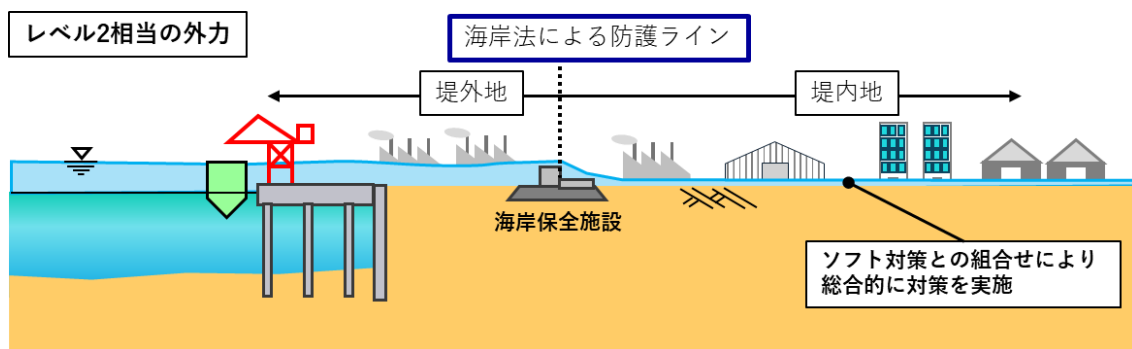 レベル2相当の外力
海岸法による防護ライン
堤外地
堤内地
海岸保全施設
ソフト対策との組合せにより
総合的に対策を実施